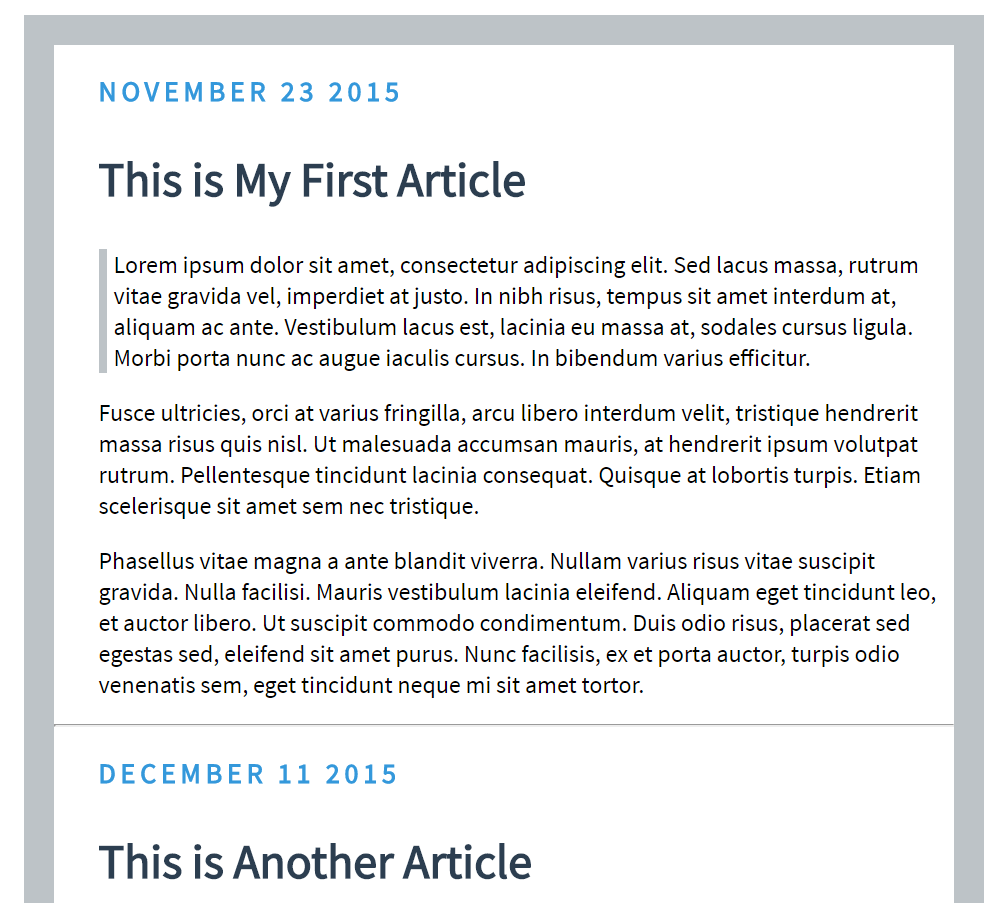 NOVEMBER 23 2015
This is My First Article
Lorem ipsum dolor sit amet, consectetur adipiscing elit. Sed lacus massa, rutrum
vitae gravida vel, imperdiet at justo. In nibh risus, tempus sit amet interdum at,
aliquam ac ante. Vestibulum lacus est, lacinia eu massa at, sodales cursus ligula.
Morbi porta nunc ac augue iaculis cursus. In bibendum varius efficitur.
Fusce ultricies, orci at varius fringilla, arcu libero interdum velit, tristique hendrerit
massa risus quis nisl. Ut malesuada accumsan mauris, at hendrerit ipsum volutpat
rutrum. Pellentesque tincidunt lacinia consequat. Quisque at lobortis turpis. Etiam
scelerisque sit amet sem nec tristique.
Phasellus vitae magna a ante blandit viverra. Nullam varius risus vitae suscipit
gravida. Nulla facilisi. Mauris vestibulum lacinia eleifend. Aliquam eget tincidunt leo,
et auctor libero. Ut suscipit commodo condimentum. Duis odio risus, placerat sed
egestas sed, eleifend sit amet purus. Nunc facilisis, ex et porta auctor, turpis odio
venenatis sem, eget tincidunt neque mi sit amet tortor.
DECEMBER 11 2015
This is Another Article